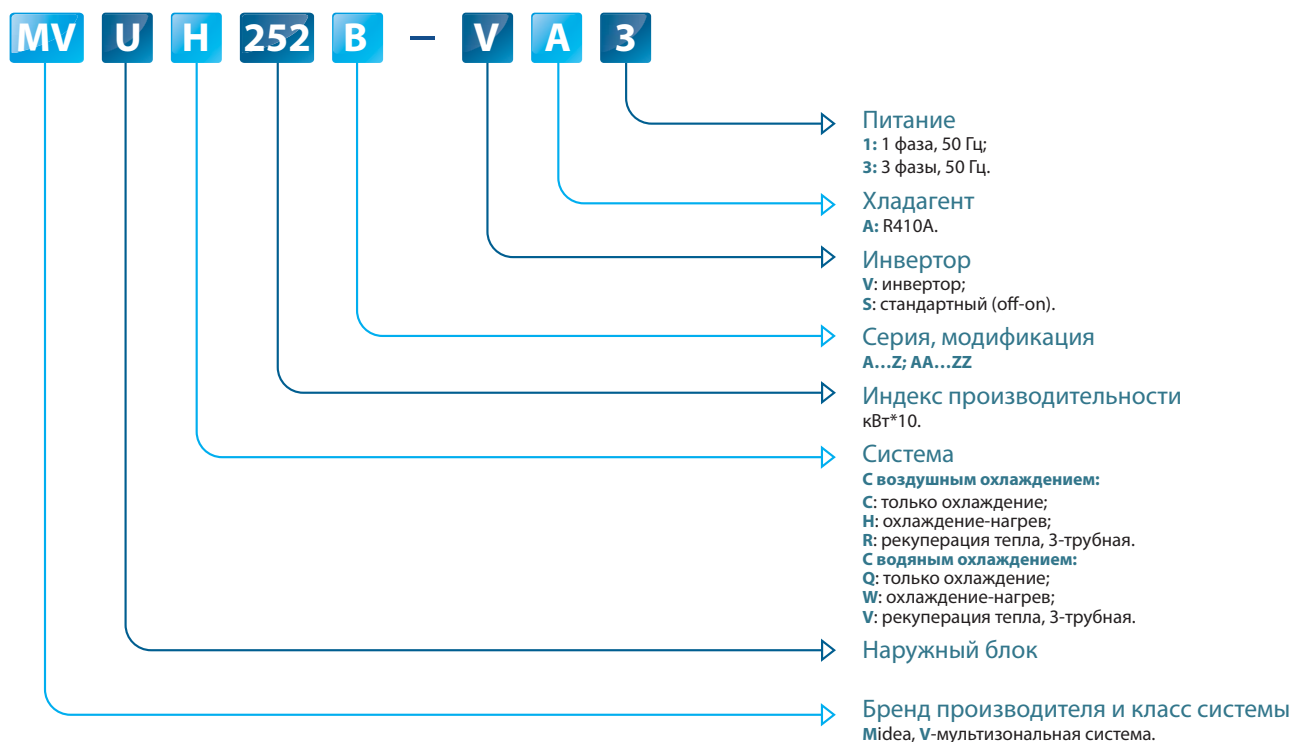 MV U H 252 B – V A 3
Питание
1: 1 фаза, 50 Гц;
3: 3 фазы, 50 Гц.
Хладагент
A: R410A.
Инвертор
V: инвертор;
S: стандартный (off-on).
Серия, модификация
A...Z; AA...ZZ
Индекс производительности
кВт*10.
Система
С воздушным охлаждением:
C: только охлаждение;
H: охлаждение-нагрев;
R: рекуперация тепла, 3-трубная.
С водяным охлаждением:
Q: только охлаждение;
W: охлаждение-нагрев;
V: рекуперация тепла, 3-трубная.
Наружный блок
Бренд производителя и класс системы
Midea, V-мультизональная система.